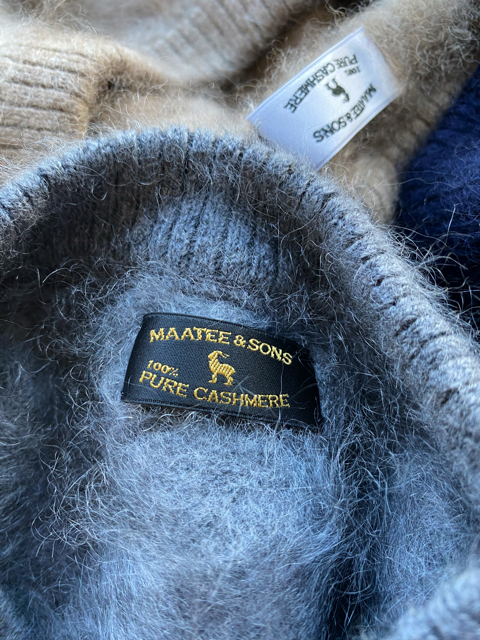 100%
PURE CASHMERE
MAATEE & SONS
MAATEE & SONS
100%
PURE CASHMERE